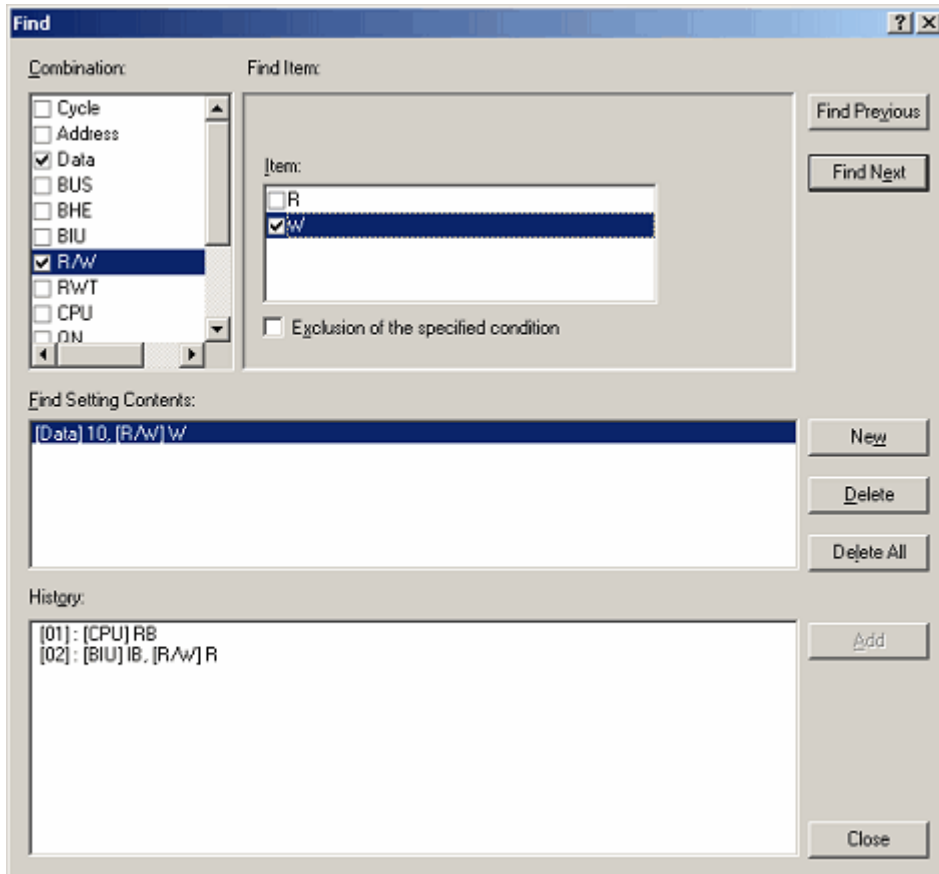 Find
Combination:
Find Item:
Cycle
Address
Data
BUS
BHE
BIU
R/W
RWT
CPU
QN
Item:
R
W
Exclusion of the specified condition
Find Previous
Find Next
Find Setting Contents:
[Data] 10, [R/W] W
New
Delete
Delete All
History:
[01] : [CPU] RB
[02] : [BIU] IB, [R/W] R
Add
Close